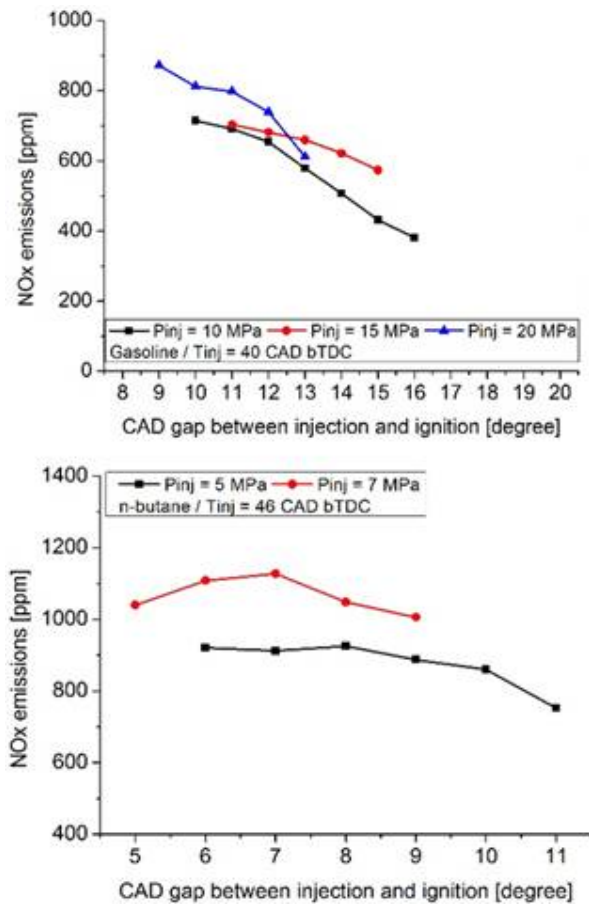 1000
800
600
400
200
0
NOx emissions [ppm]
Pinj = 10 MPa Pinj = 15 MPa Pinj = 20 MPa
Gasoline / Tinj = 40 CAD bTDC
8 9 10 11 12 13 14 15 16 17 18 19 20
CAD gap between injection and ignition [degree]
1400
1200
1000
800
600
400
NOx emissions [ppm]
Pinj = 5 MPa Pinj = 7 MPa
n-butane / Tinj = 46 CAD bTDC
5 6 7 8 9 10 11
CAD gap between injection and ignition [degree]